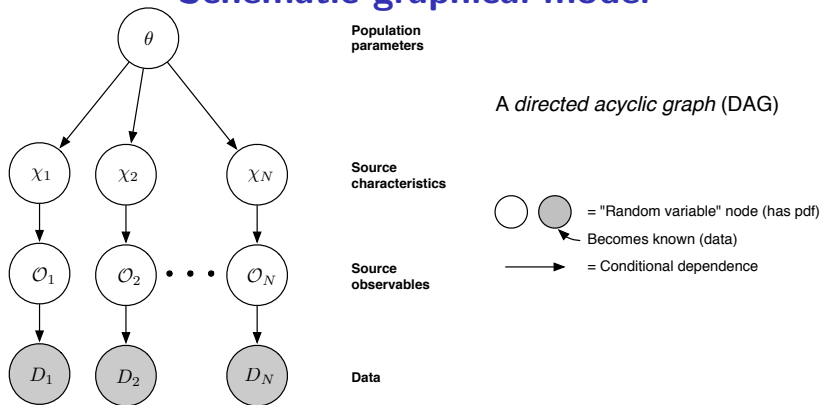 Schematic graphical model
θ
Population
parameters
A directed acyclic graph (DAG)
χ1 χ2 χN
Source
characteristics
= "Random variable" node (has pdf)
Becomes known (data)
= Conditional dependence
O1 O2 • • • ON
Source
observables
D1 D2 DN
Data